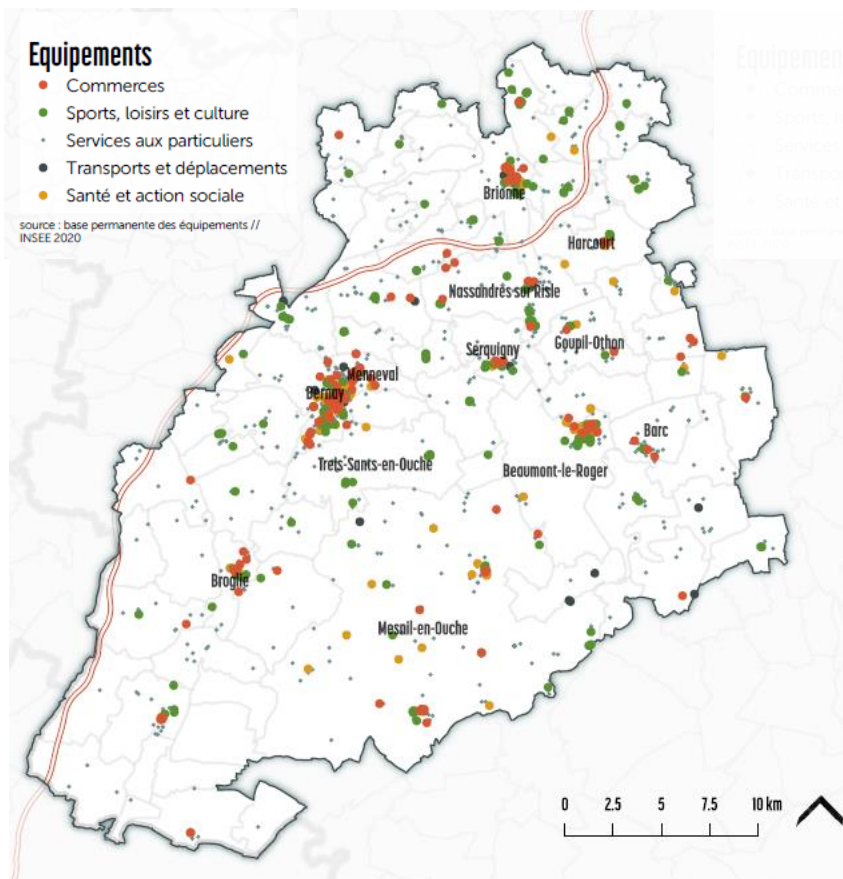 Equipements
Commerces
Sports, loisirs et culture
Services aux particuliers
Transports et déplacements
Santé et action sociale
source : base permanente des équipements //
INSEE 2020
Brionne
Harcourt
Nassandres sur Risle
Goupil-Othon
Serquigny
Menneval
Bernay
Barc
Trets-Sants-en-Ouche
Beaumont-le-Roger
Broglie
Mesnil-en-Ouche
0 2.5 5 7.5 10 km